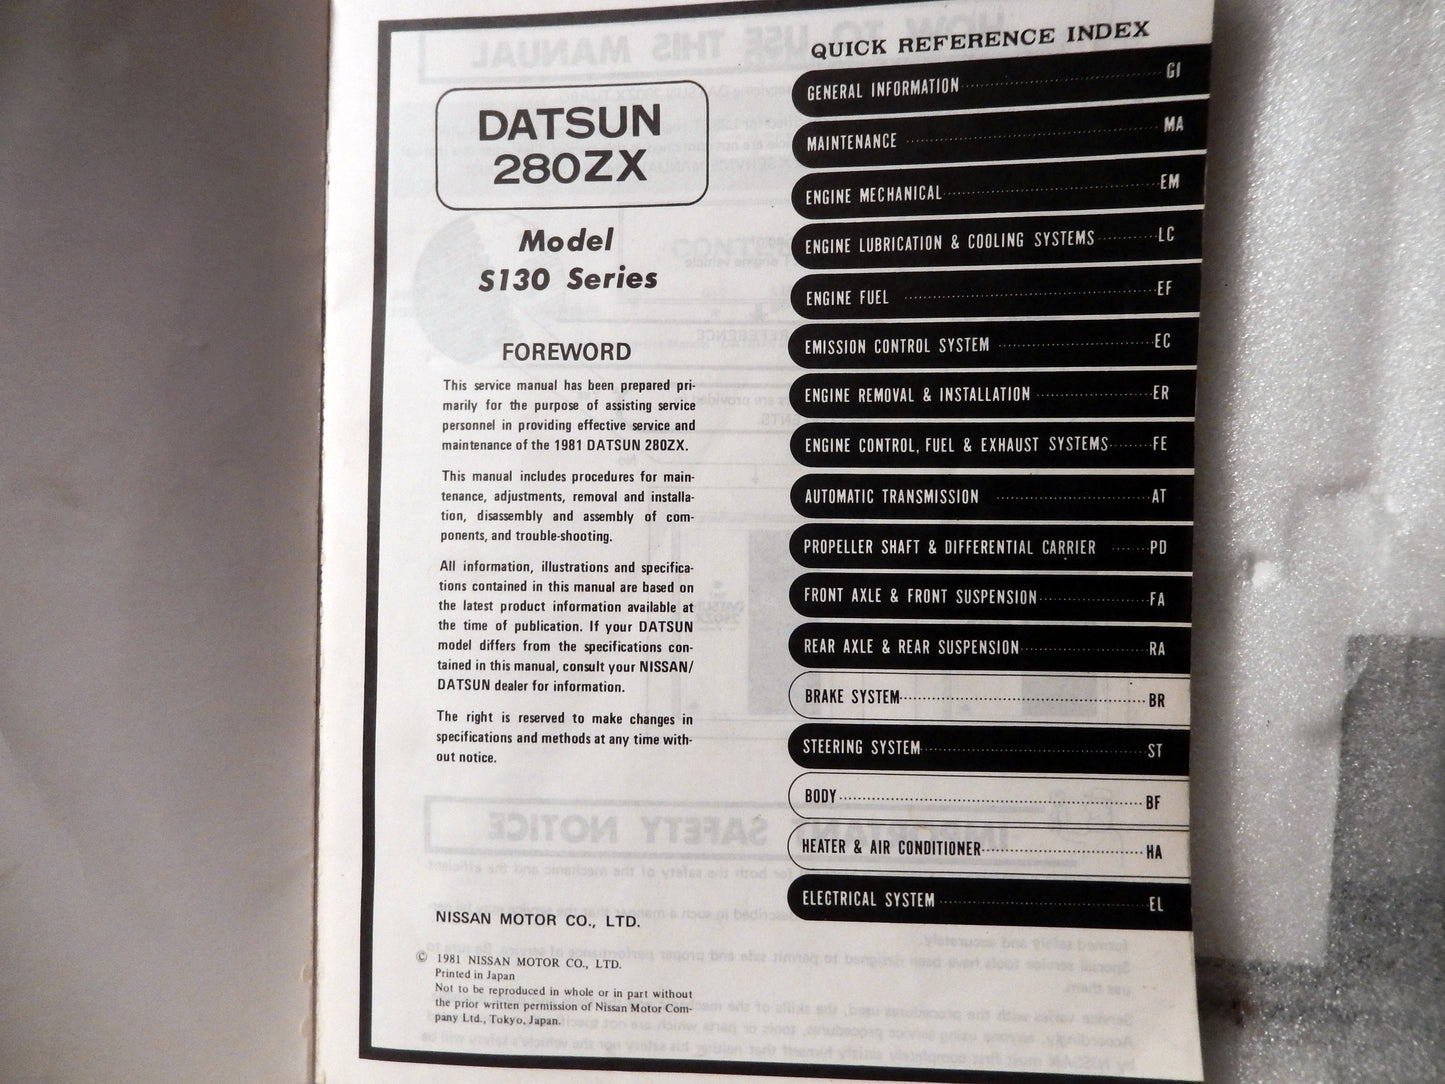 DATSUN
280ZX
Model
S130 Series
FOREWORD
This service manual has been prepared pri-
marily for the purpose of assisting service
personnel in providing effective service and
maintenance of the 1981 DATSUN 280ZX.
This manual includes procedures for main-
tenance, adjustments, removal and installa-
tion, disassembly and assembly of com-
ponents, and trouble-shooting.
All information, illustrations and specifica-
tions contained in this manual are based on
the latest product information available at
the time of publication. If your DATSUN
model differs from the specifications con-
tained in this manual, consult your NISSAN/
DATSUN dealer for information.
The right is reserved to make changes in
specifications and methods at any time with-
out notice.
NISSAN MOTOR CO., LTD.
© 1981 NISSAN MOTOR CO., LTD.
Printed in Japan
Not to be reproduced in whole or in part without
the prior written permission of Nissan Motor Com-
pany Ltd., Tokyo, Japan.
QUICK REFERENCE INDEX
GENERAL INFORMATION GI
MAINTENANCE MA
ENGINE MECHANICAL EM
ENGINE LUBRICATION & COOLING SYSTEMS LC
ENGINE FUEL EF
EMISSION CONTROL SYSTEM EC
ENGINE REMOVAL & INSTALLATION ER
ENGINE CONTROL, FUEL & EXHAUST SYSTEMS FE
AUTOMATIC TRANSMISSION AT
PROPELLER SHAFT & DIFFERENTIAL CARRIER PD
FRONT AXLE & FRONT SUSPENSION FA
REAR AXLE & REAR SUSPENSION RA
BRAKE SYSTEM BR
STEERING SYSTEM ST
BODY BF
HEATER & AIR CONDITIONER HA
ELECTRICAL SYSTEM EL